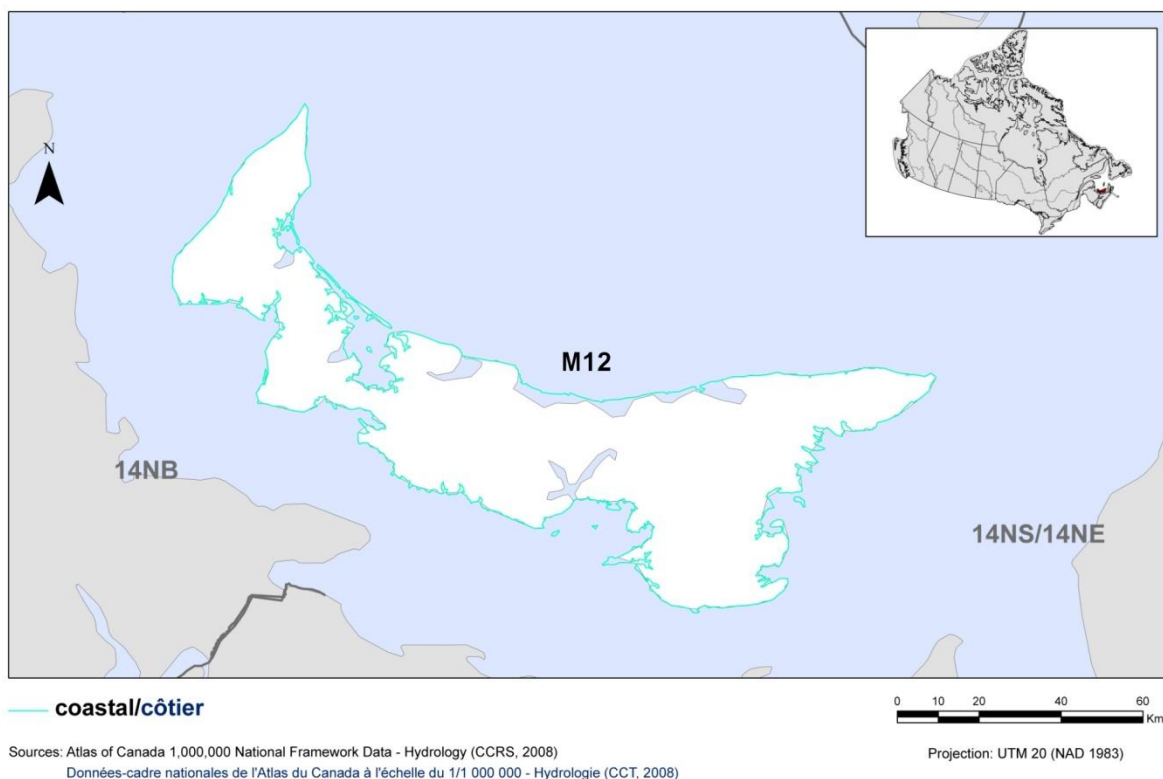 N
M12
14NB
14NS/14NE
coastal/côtier
0 10 20 40 60
Km
Sources: Atlas of Canada 1,000,000 National Framework Data - Hydrology (CCRS, 2008)
Projection: UTM 20 (NAD 1983)
Données-cadre nationales de l'Atlas du Canada à l'échelle du 1/1 000 000 - Hydrologie (CCT, 2008)